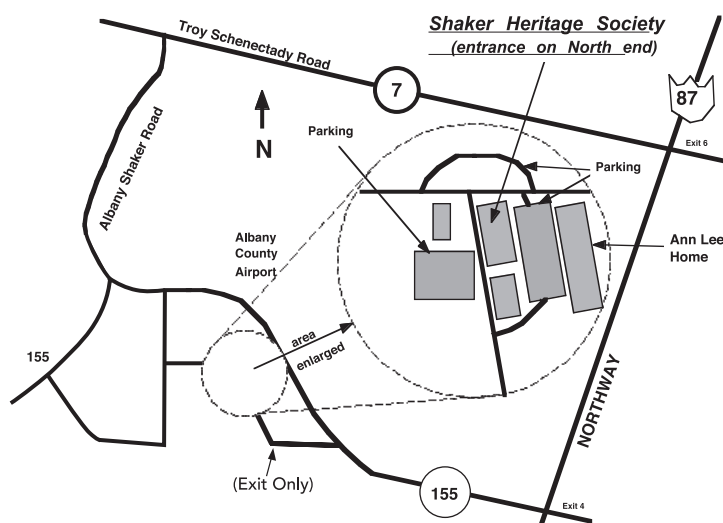 Shaker Heritage Society
(entrance on North end)
Troy Schenectady Road
7
87
Exit 6
N
Parking
Parking
Albany Shaker Road
Albany
County
Airport
Ann Lee
Home
area
enlarged
155
NORTHWAY
(Exit Only)
155
Exit 4